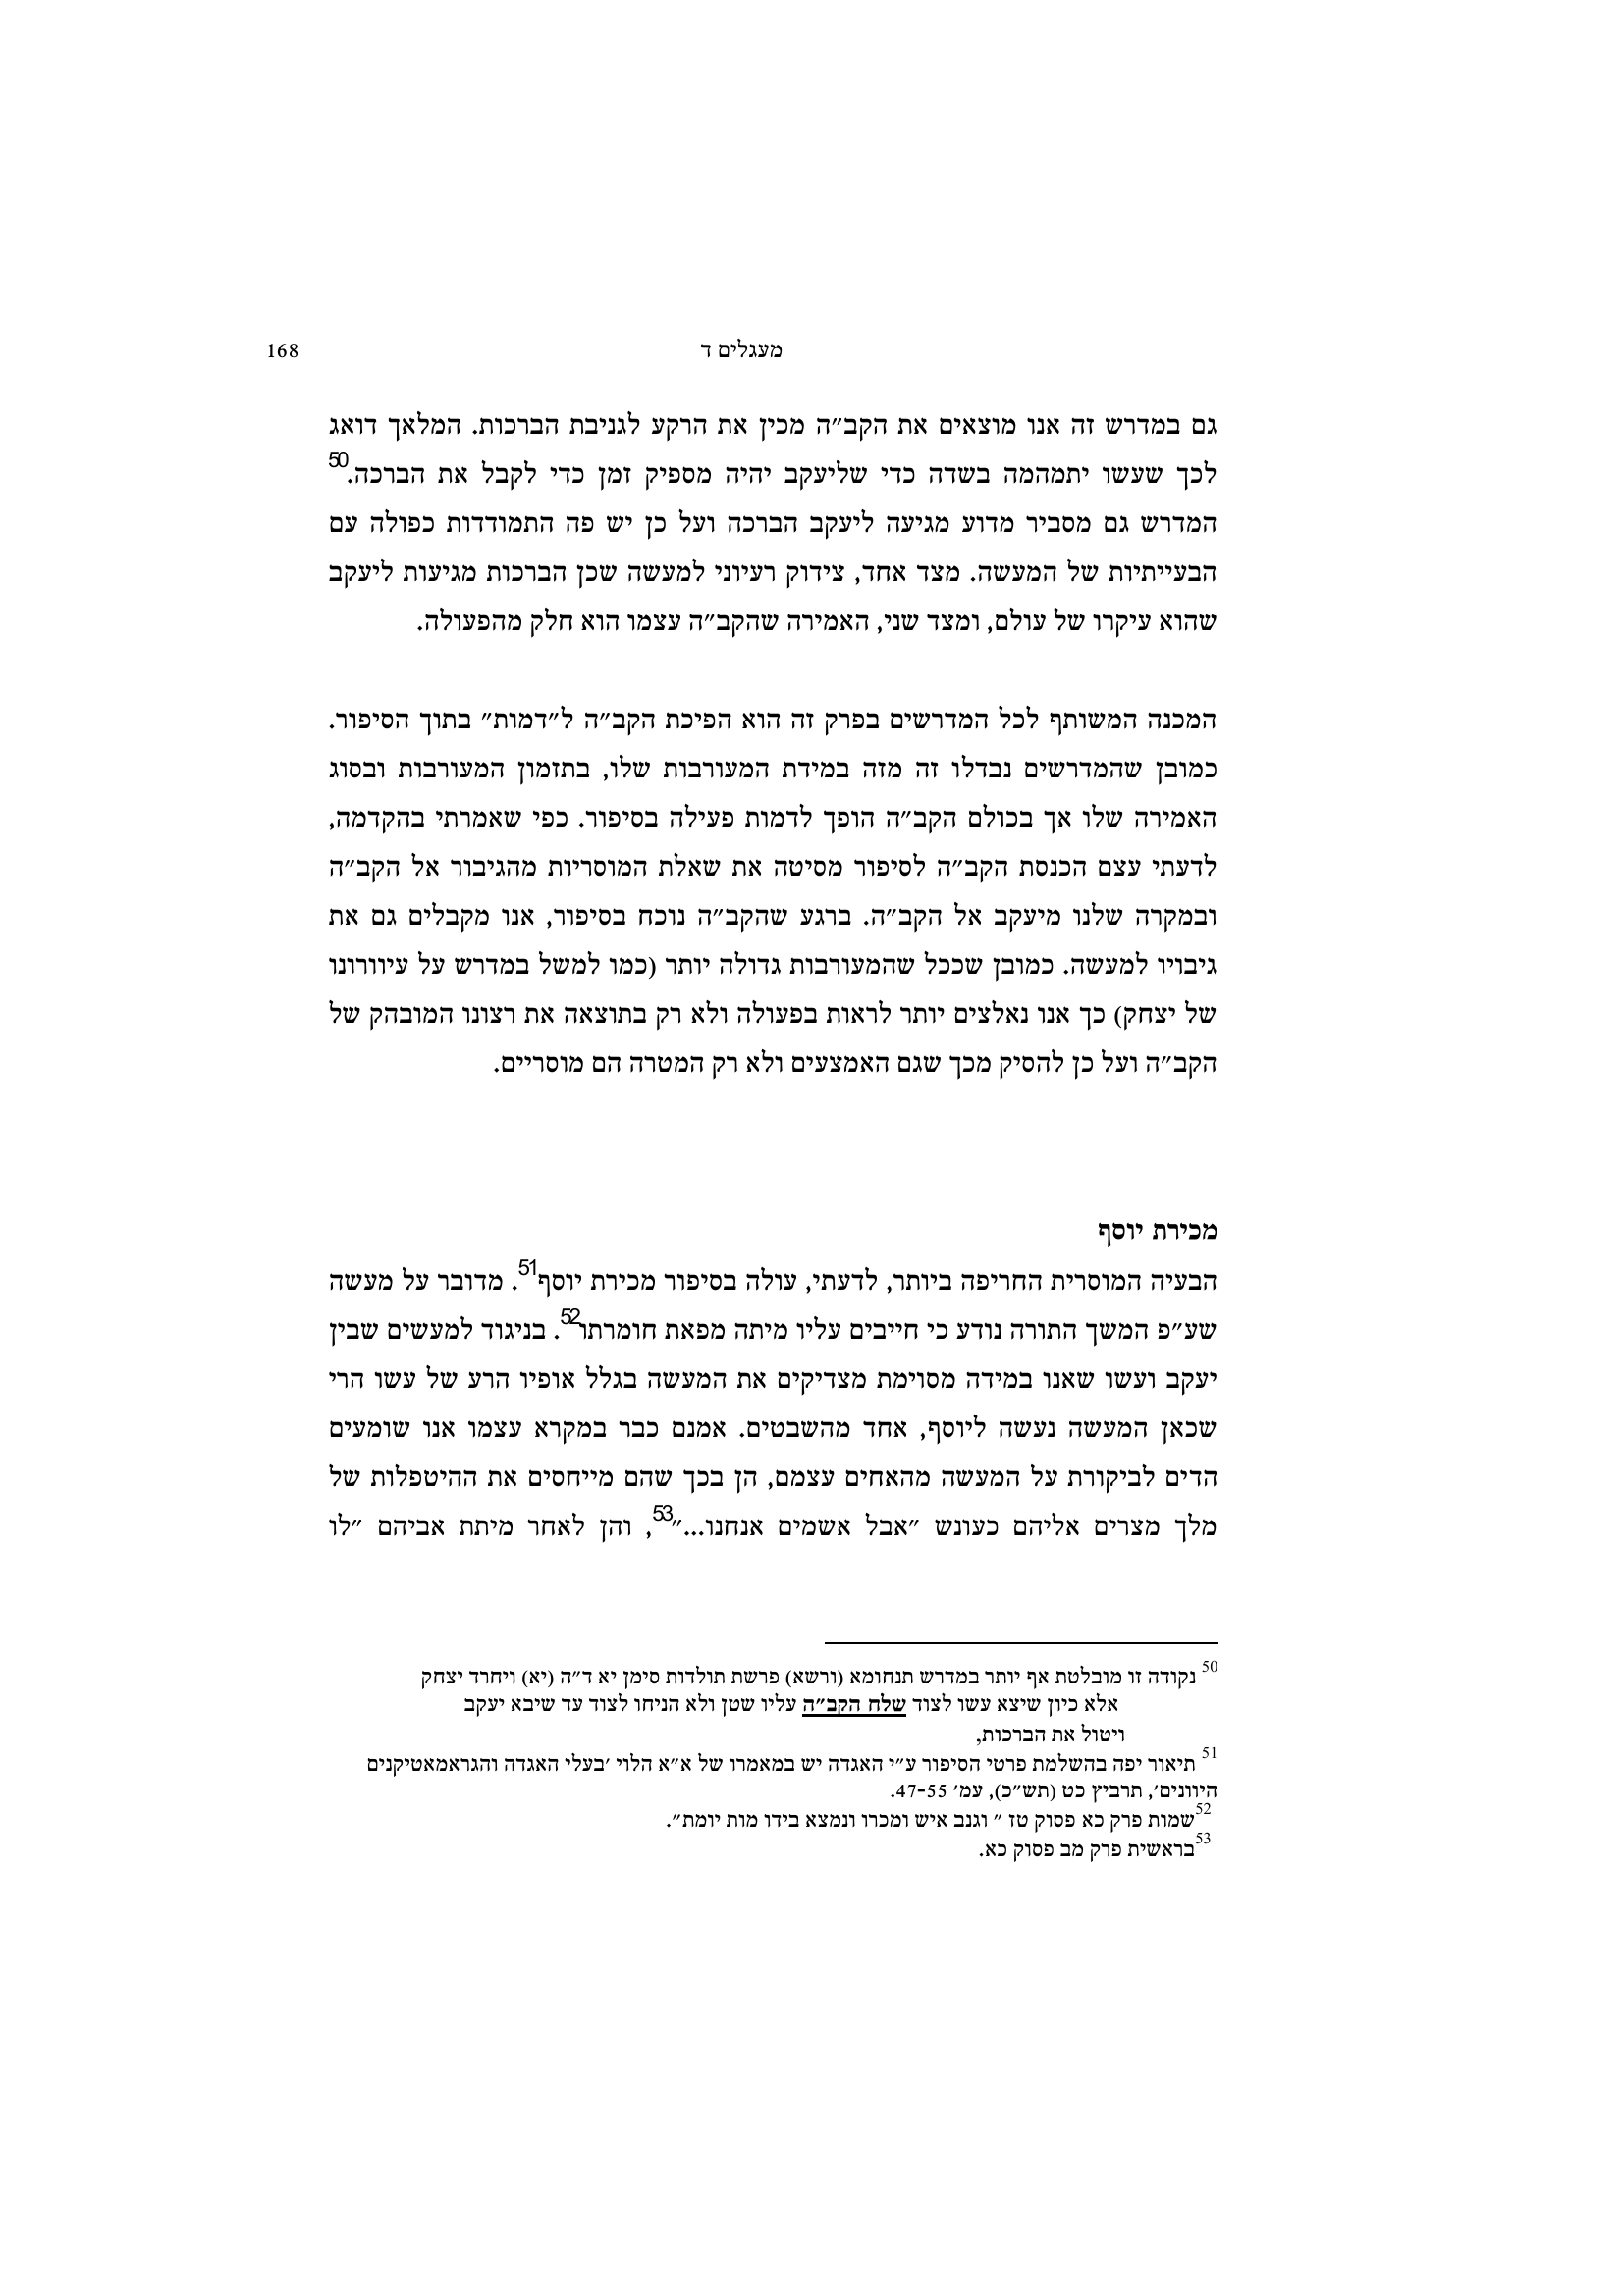 מעגלים ד 168
גם במדרש זה אנו מוצאים את הקב״ה מכין את הרקע לגניבת הברכות. המלאך דואג
לכך שעשו יתמהמה בשדה כדי שליעקב יהיה מספיק זמן כדי לקבל את הברכה.50
המדרש גם מסביר מדוע מגיעה ליעקב הברכה ועל כן יש פה התמודדות כפולה עם
הבעייתיות של המעשה. מצד אחד, צידוק רעיוני למעשה שכן הברכות מגיעות ליעקב
שהוא עיקרו של עולם, ומצד שני, האמירה שהקב״ה עצמו הוא חלק מהפעולה.
המכנה המשותף לכל המדרשים בפרק זה הוא הפיכת הקב״ה ל״דמות״ בתוך הסיפור.
כמובן שהמדרשים נבדלו זה מזה במידת המעורבות שלו, בתזמון המעורבות ובסוג
האמירה שלו אך בכולם הקב״ה הופך לדמות פעילה בסיפור. כפי שאמרתי בהקדמה,
לדעתי עצם הכנסת הקב״ה לסיפור מסיטה את שאלת המוסריות מהגיבור אל הקב״ה
ובמקרה שלנו מיעקב אל הקב״ה. ברגע שהקב״ה נוכח בסיפור, אנו מקבלים גם את
גיבויו למעשה. כמובן שככל שהמעורבות גדולה יותר (כמו למשל במדרש על עיוורונו
של יצחק) כך אנו נאלצים יותר לראות בפעולה ולא רק בתוצאה את רצונו המובהק של
הקב״ה ועל כן להסיק מכך שגם האמצעים ולא רק המטרה הם מוסריים.
מכירת יוסף
הבעיה המוסרית החריפה ביותר, לדעתי, עולה בסיפור מכירת יוסף51. מדובר על מעשה
שע״פ המשך התורה נודע כי חייבים עליו מיתה מפאת חומרתו52. בניגוד למעשים שבין
יעקב ועשו שאנו במידה מסוימת מצדיקים את המעשה בגלל אופיו הרע של עשו הרי
שכאן המעשה נעשה ליוסף, אחד מהשבטים. אמנם כבר במקרא עצמו אנו שומעים
הדים לביקורת על המעשה מהאחים עצמם, הן בכך שהם מייחסים את ההיטפלות של
מלך מצרים אליהם כעונש ״אבל אשמים אנחנו...״53, והן לאחר מיתת אביהם ״לו
50 נקודה זו מובלטת אף יותר במדרש תנחומא (ורשא) פרשת תולדות סימן יא ד״ה (יא) ויחרד יצחק
אלא כיון שיצא עשו לצוד שלח הקב״ה עליו שטן ולא הניחו לצוד עד שיבא יעקב
ויטול את הברכות,
51 תיאור יפה בהשלמת פרטי הסיפור ע״י האגדה יש במאמרו של א״א הלוי ׳בעלי האגדה והגראמאטיקנים
היוונים׳, תרביץ כט (תש״כ), עמ׳ 47-55.
52שמות פרק כא פסוק טז ״ וגנב איש ומכרו ונמצא בידו מות יומת״.
53בראשית פרק מב פסוק כא.